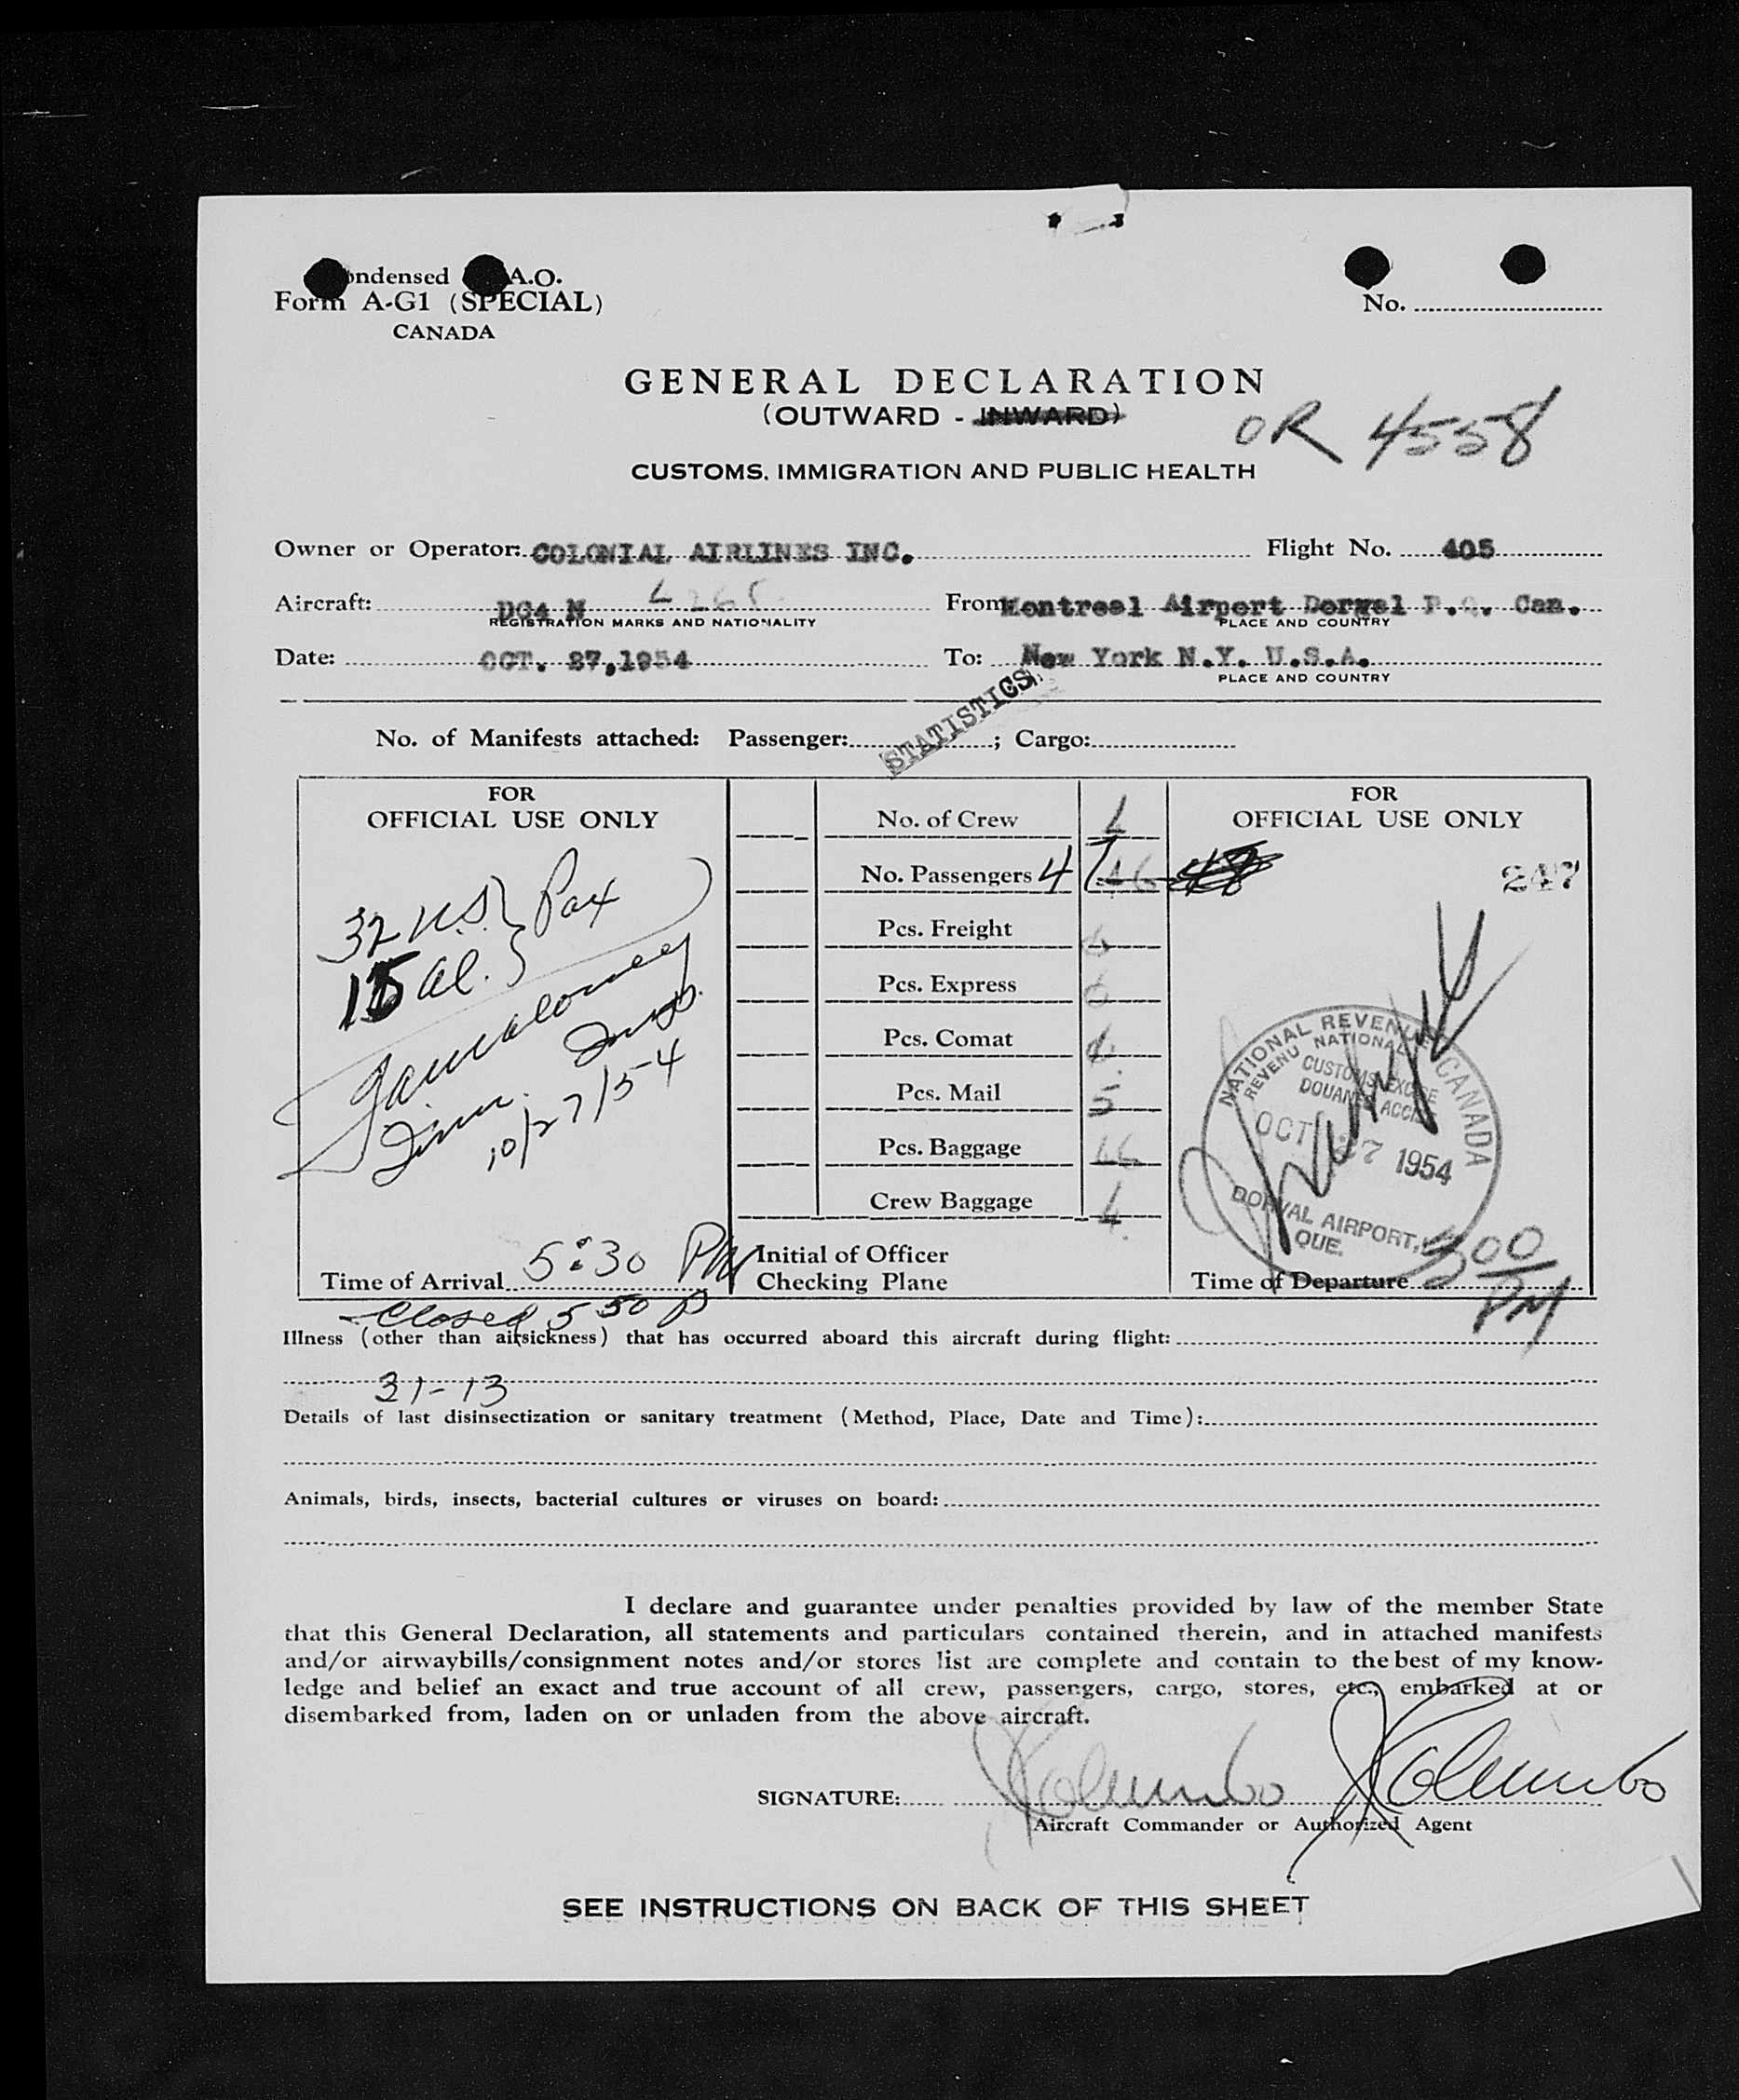 Condensed I.C.A.O.
Form A-G1 (SPECIAL)
CANADA
No.
GENERAL DECLARATION
(OUTWARD - INWARD)
OR 4558
CUSTOMS, IMMIGRATION AND PUBLIC HEALTH
Owner or Operator: COLONIAL AIRLINES INC. Flight No. 405
Aircraft: DC4 N
From: Montreal Airport Dorval P.Q. Can.
REGISTRATION MARKS AND NATIONALITY
PLACE AND COUNTRY
Date: OCT. 27,1954 To: New York N.Y. U.S.A.
PLACE AND COUNTRY
STATISTICS
No. of Manifests attached: Passenger: ; Cargo:
FOR
OFFICIAL USE ONLY
32 U.S. } Pax
15 al.
Imm. Insp.
10/27/54
Time of Arrival 5:30 PM
No. of Crew
No. Passengers 47 46 48
Pcs. Freight
Pcs. Express
Pcs. Comat
Pcs. Mail 5
Pcs. Baggage
Crew Baggage
Initial of Officer
Checking Plane
FOR
OFFICIAL USE ONLY
247
NATIONAL REVENUE CANADA
REVENU NATIONAL
CUSTOMS EXCISE
DOUANES ACCISE
OCT 27 1954
DORVAL AIRPORT,
QUE.
Time of Departure 300 PM
Closed 5 50 P
Illness (other than airsickness) that has occurred aboard this aircraft during flight:
31-13
Details of last disinsectization or sanitary treatment (Method, Place, Date and Time):
Animals, birds, insects, bacterial cultures or viruses on board:
I declare and guarantee under penalties provided by law of the member State
that this General Declaration, all statements and particulars contained therein, and in attached manifests
and/or airwaybills/consignment notes and/or stores list are complete and contain to the best of my know-
ledge and belief an exact and true account of all crew, passengers, cargo, stores, etc., embarked at or
disembarked from, laden on or unladen from the above aircraft.
SIGNATURE:
Aircraft Commander or Authorized Agent
SEE INSTRUCTIONS ON BACK OF THIS SHEET